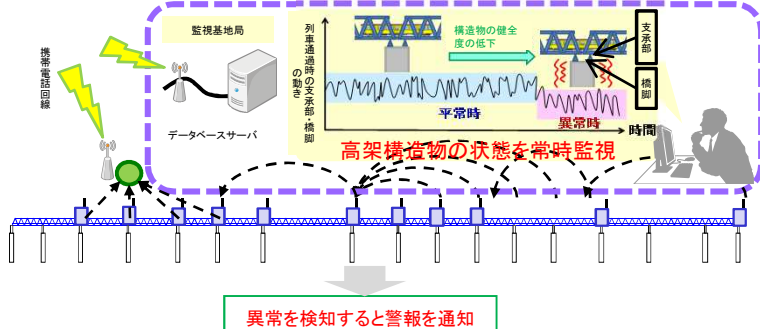 携帯電話回線
監視基地局
データベースサーバ
列車通過時の支承部・橋脚
の動き
構造物の健全
度の低下
支承部
橋脚
平常時
異常時
時間
高架構造物の状態を常時監視
異常を検知すると警報を通知